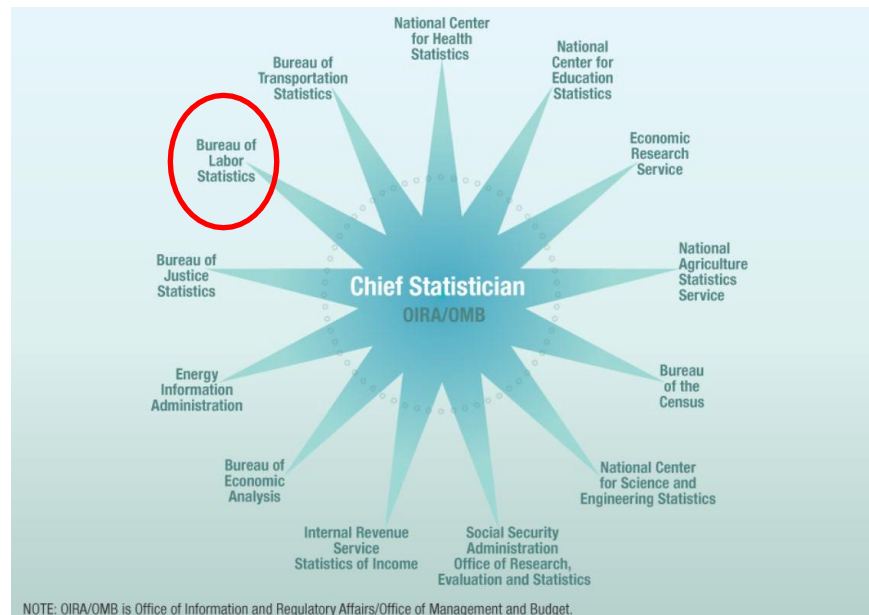 National Center
for Health
Statistics
National
Center for
Education
Statistics
Bureau of
Transportation
Statistics
Bureau of
Labor
Statistics
Economic
Research
Service
Bureau of
Justice
Statistics
National
Agriculture
Statistics
Service
Chief Statistician
OIRA/OMB
Energy
Information
Administration
Bureau
of the
Census
Bureau of
Economic
Analysis
National Center
for Science and
Engineering Statistics
Internal Revenue
Service
Statistics of Income
Social Security
Administration
Office of Research,
Evaluation and Statistics
NOTE: OIRA/OMB is Office of Information and Regulatory Affairs/Office of Management and Budget.